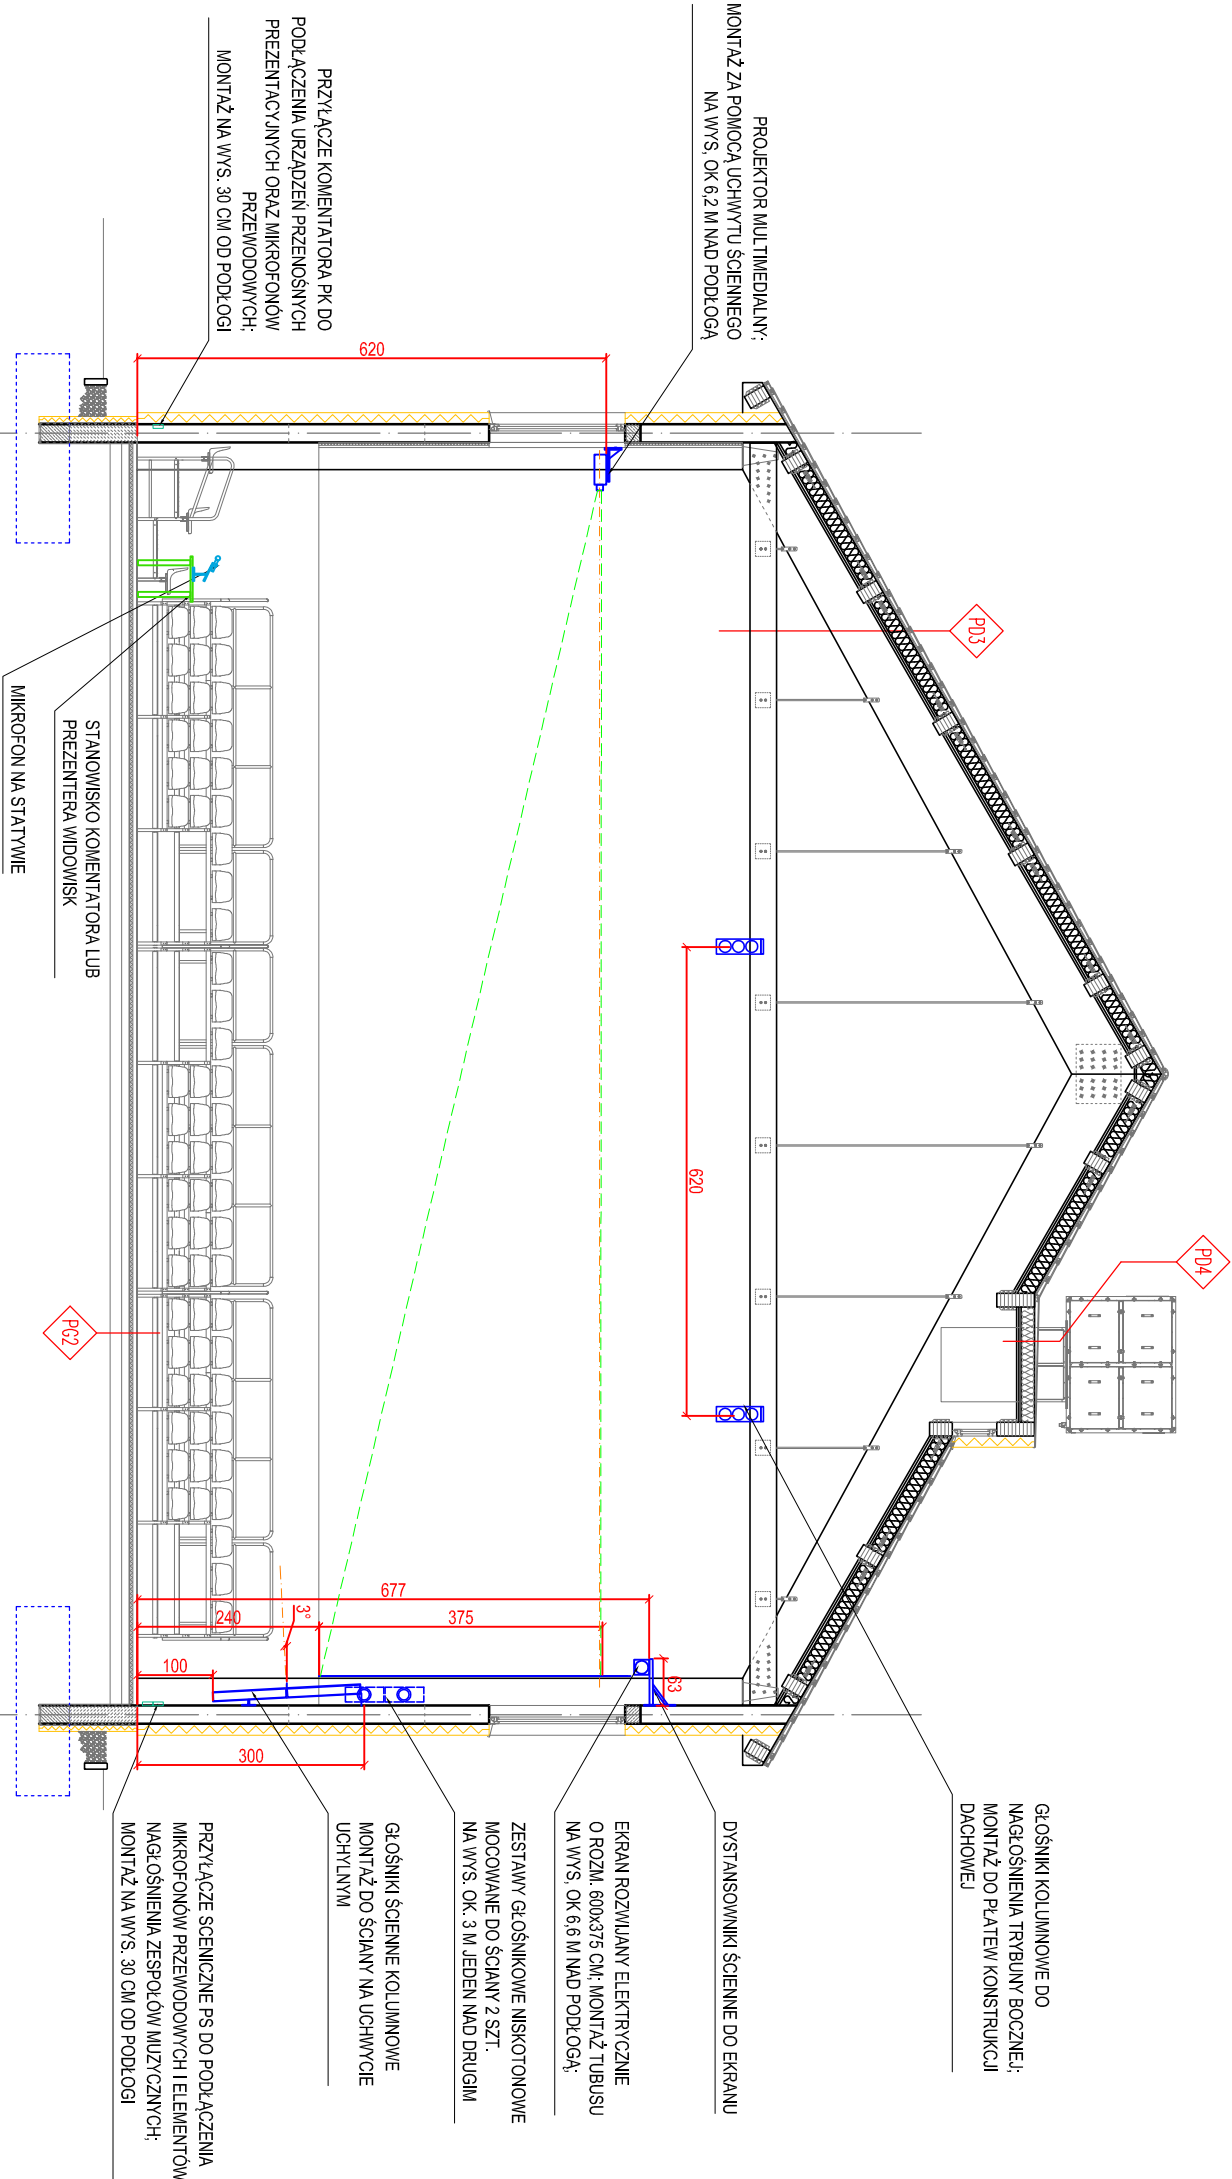 PROJEKTOR MULTIMEDIALNY;
MONTAŻ ZA POMOCĄ UCHWYTU ŚCIENNEGO
NA WYS, OK 6,2 M NAD PODŁOGĄ
PRZYŁĄCZE KOMENTATORA PK DO
PODŁĄCZENIA URZĄDZEŃ PRZENOŚNYCH
PREZENTACYJNYCH ORAZ MIKROFONÓW
PRZEWODOWYCH;
MONTAŻ NA WYS. 30 CM OD PODŁOGI
620
PD3
PD4
620
STANOWISKO KOMENTATORA LUB
PREZENTERA WIDOWISK
MIKROFON NA STATYWIE
PG2
677
240
375
3°
100
63
300
GŁOŚNIKI KOLUMNOWE DO
NAGŁOŚNIENIA TRYBUNY BOCZNEJ;
MONTAŻ DO PŁATEW KONSTRUKCJI
DACHOWEJ
DYSTANSOWNIKI ŚCIENNE DO EKRANU
EKRAN ROZWIJANY ELEKTRYCZNIE
O ROZM. 600x375 CM; MONTAŻ TUBUSU
NA WYS, OK 6,6 M NAD PODŁOGĄ;
ZESTAWY GŁOŚNIKOWE NISKOTONOWE
MOCOWANE DO ŚCIANY 2 SZT.
NA WYS. OK. 3 M JEDEN NAD DRUGIM
GŁOŚNIKI ŚCIENNE KOLUMNOWE
MONTAŻ DO ŚCIANY NA UCHWYCIE
UCHYLNYM
PRZYŁĄCZE SCENICZNE PS DO PODŁĄCZENIA
MIKROFONÓW PRZEWODOWYCH I ELEMENTÓW
NAGŁOŚNIENIA ZESPOŁÓW MUZYCZNYCH;
MONTAŻ NA WYS. 30 CM OD PODŁOGI